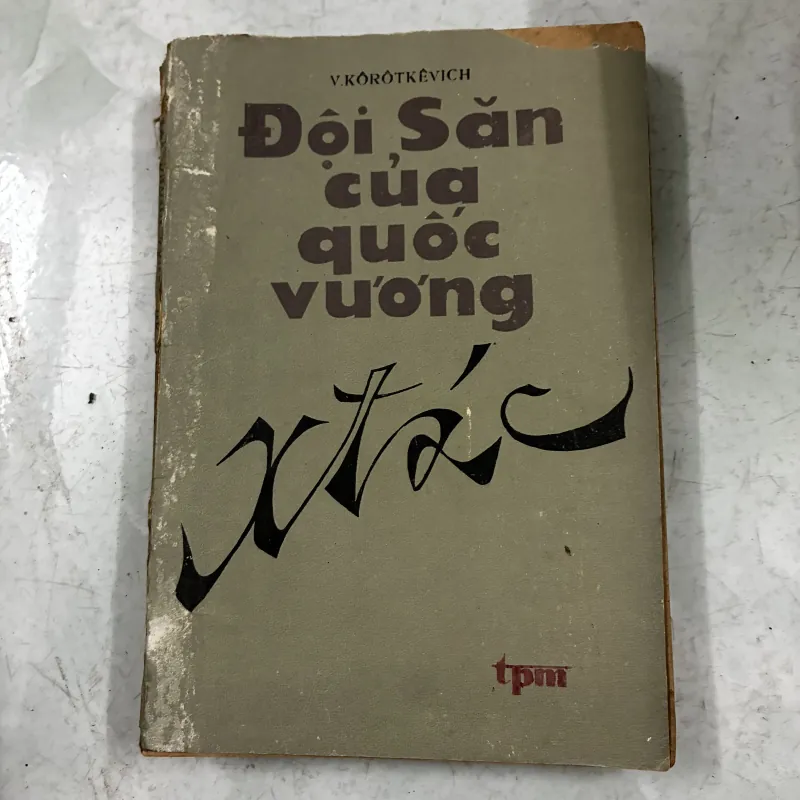 V.KÔRÔTKÊVICH
Đội Săn
của
quốc
vương
xtác
tpm